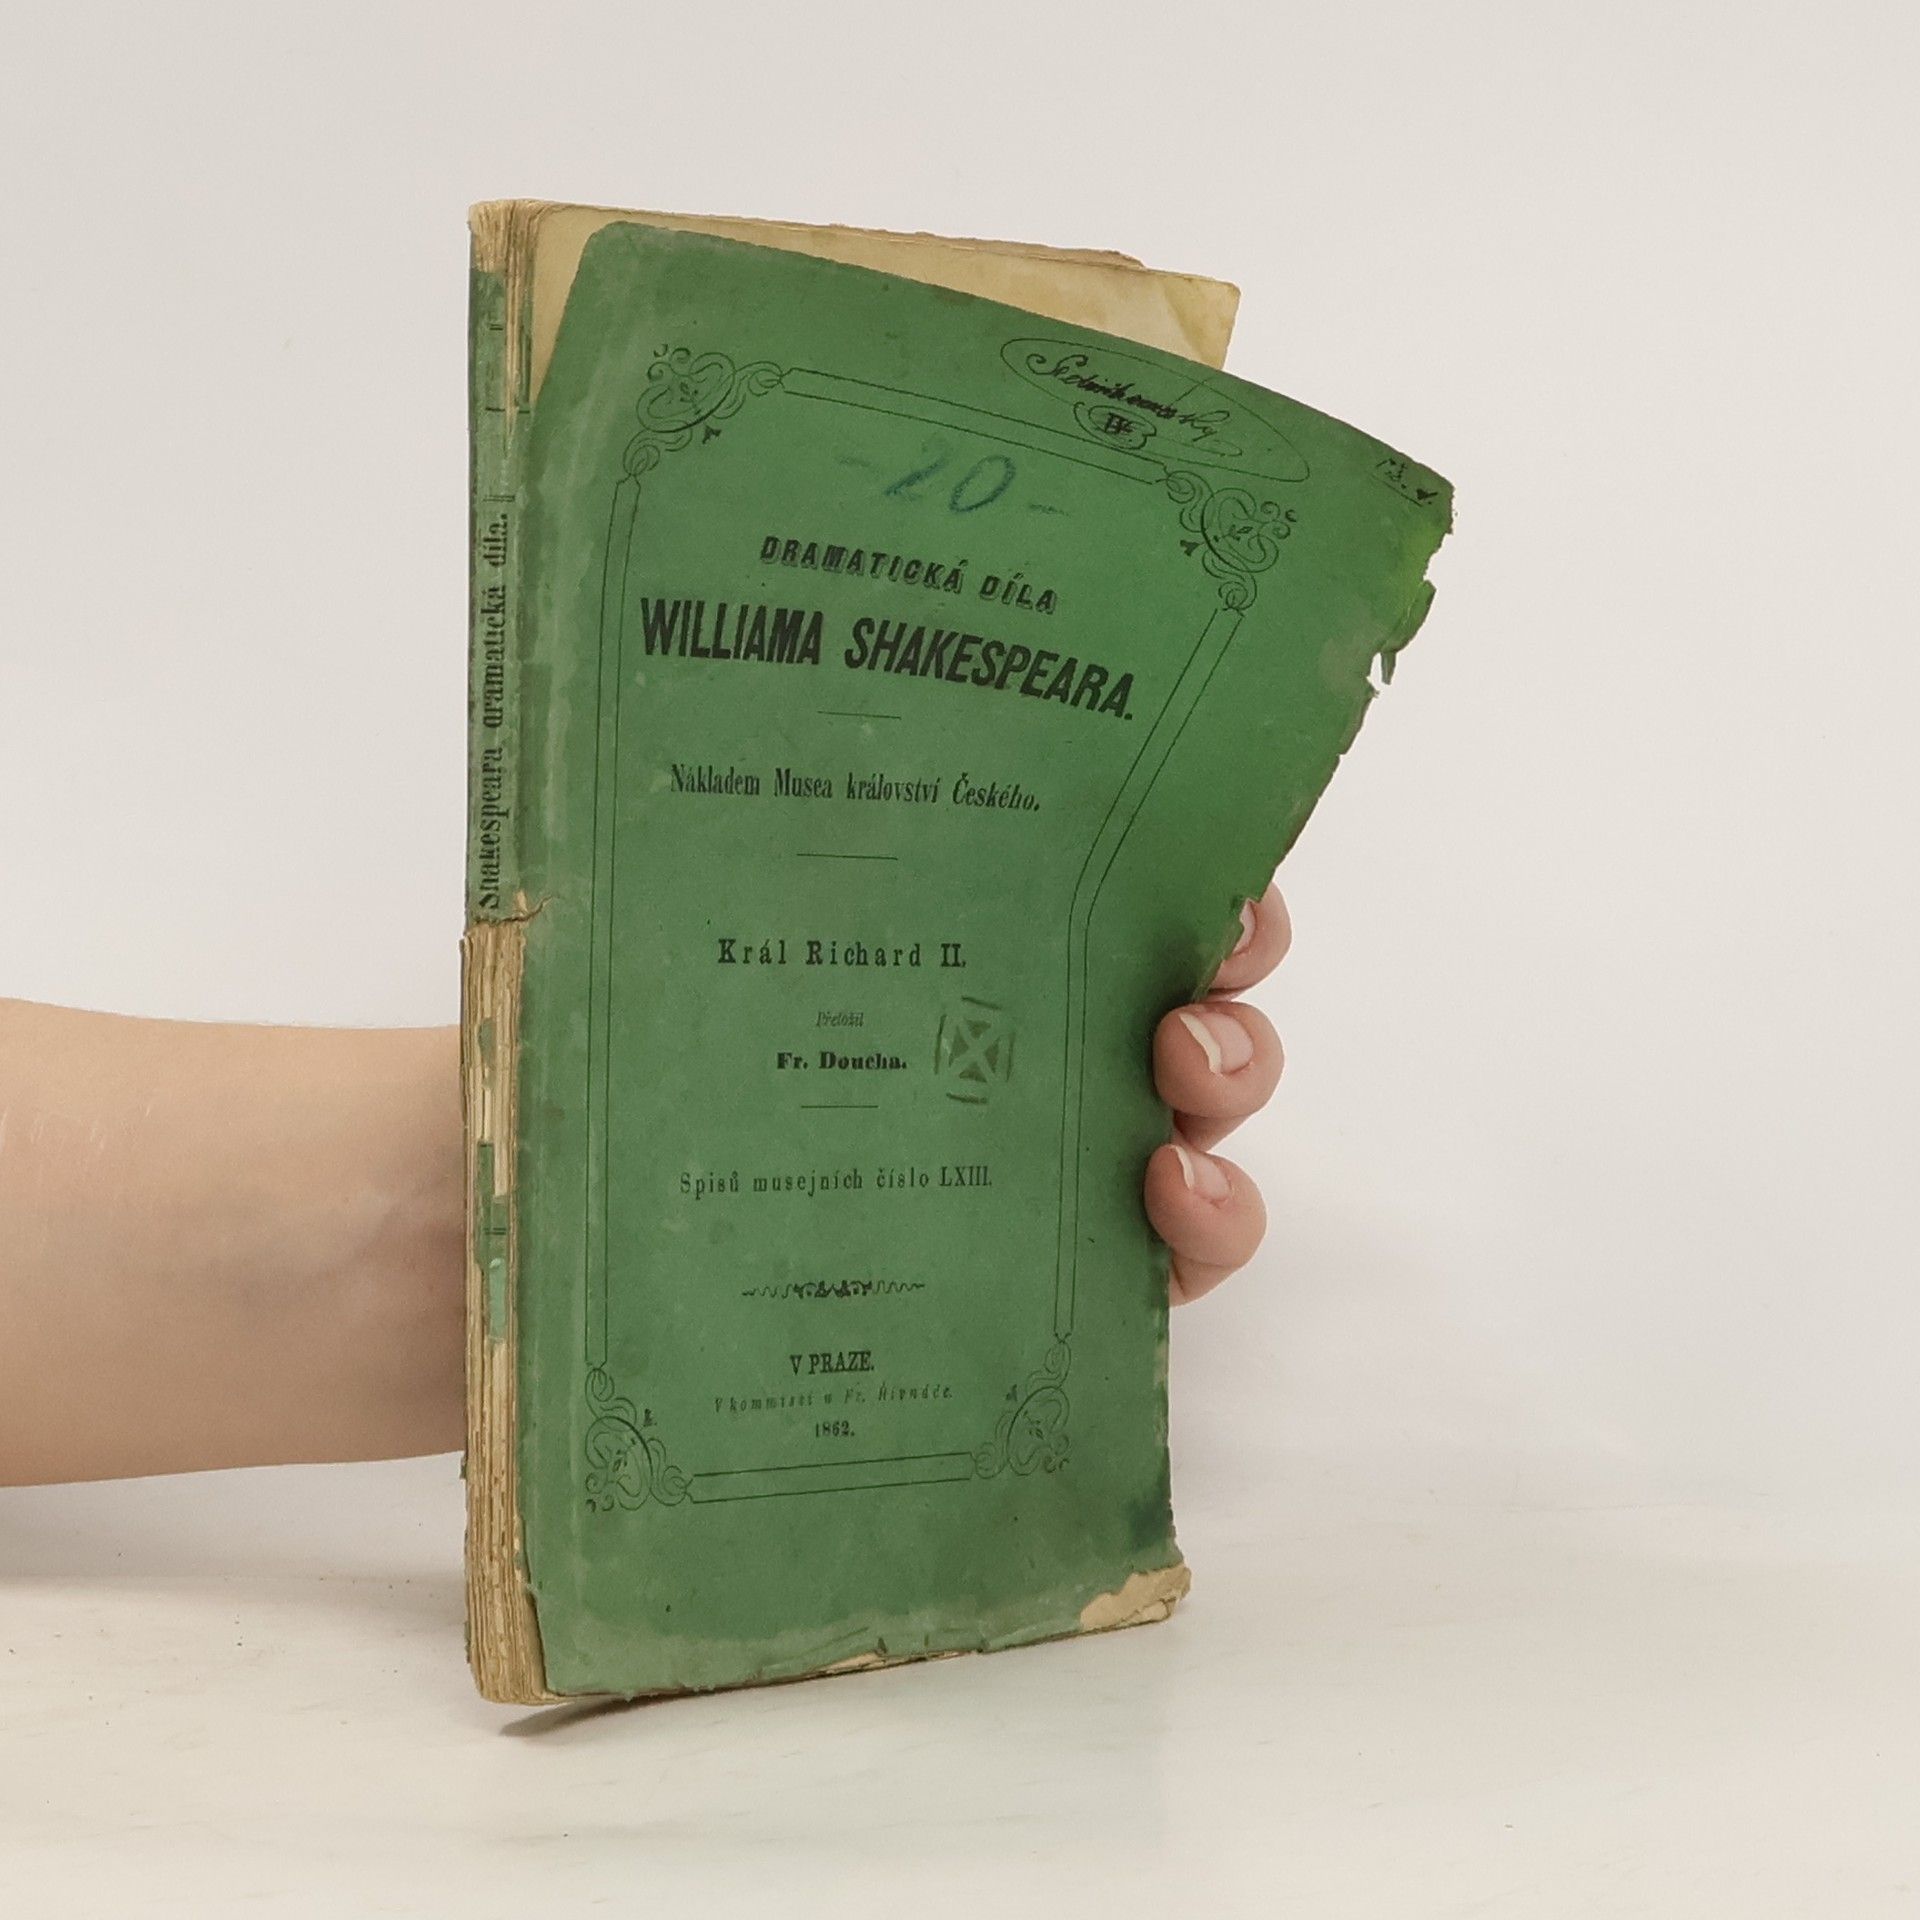 Shakespeara dramatická díla.
- 20 -
DRAMATICKÁ DÍLA
WILLIAMA SHAKESPEARA.
Nákladem Musea království Českého.
Král Richard II.
Přeložil
Fr. Doucha.
Spisů musejních číslo LXIII.
V PRAZE.
V kommissí u Fr. Řivnáče.
1862.